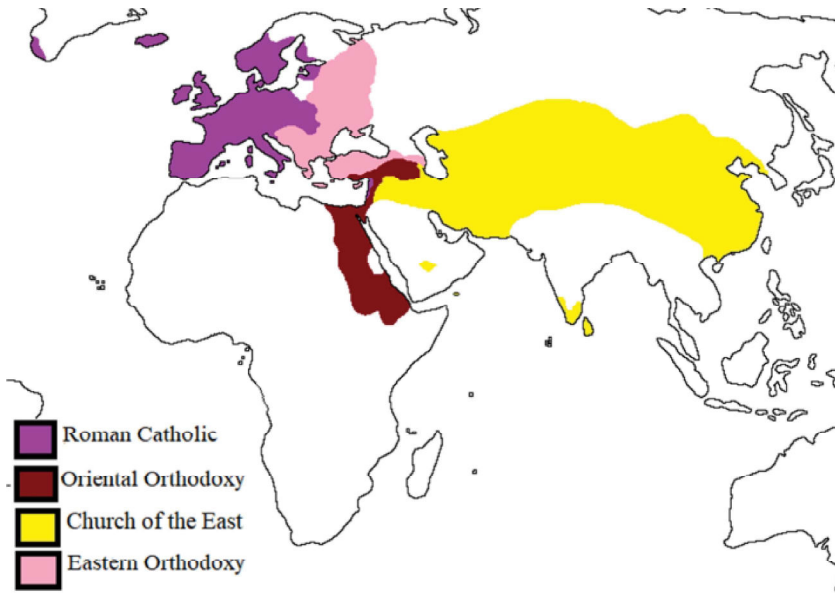 Roman Catholic
Oriental Orthodoxy
Church of the East
Eastern Orthodoxy